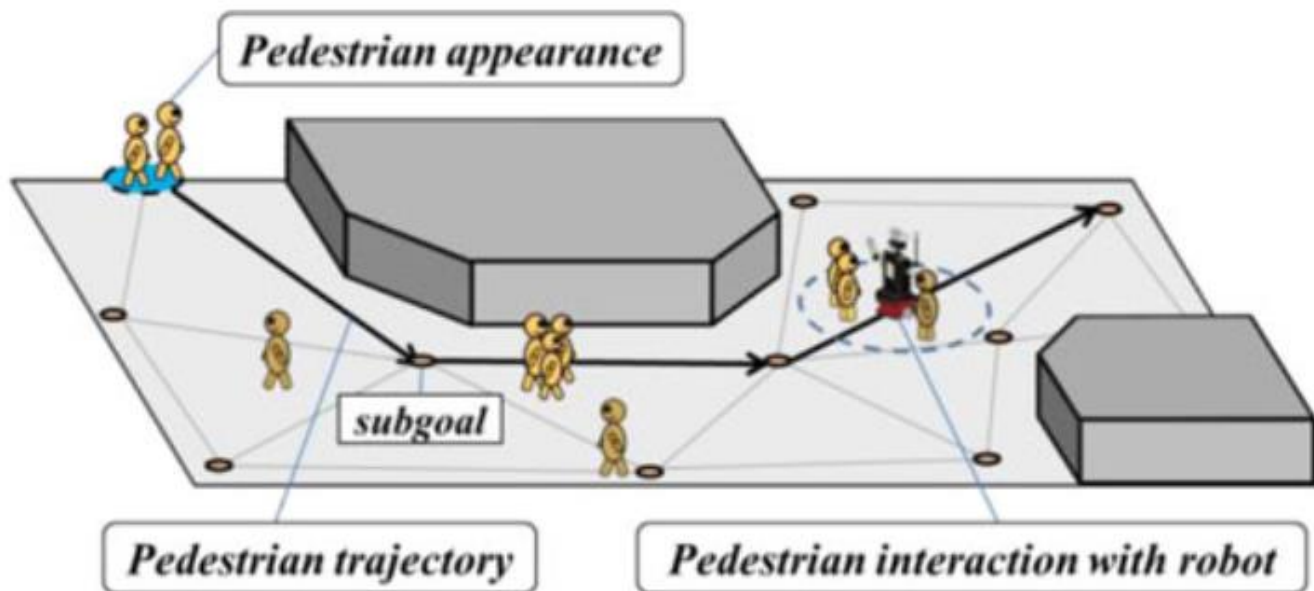 Pedestrian appearance
subgoal
Pedestrian trajectory
Pedestrian interaction with robot